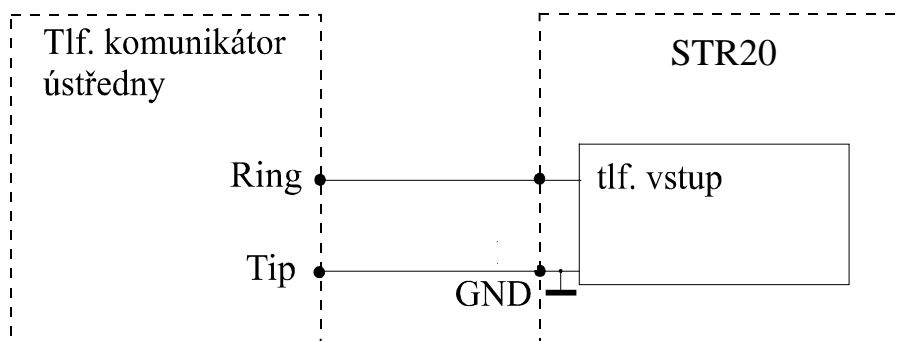 Tlf. komunikátor
ústředny
STR20
Ring
tlf. vstup
Tip
GND